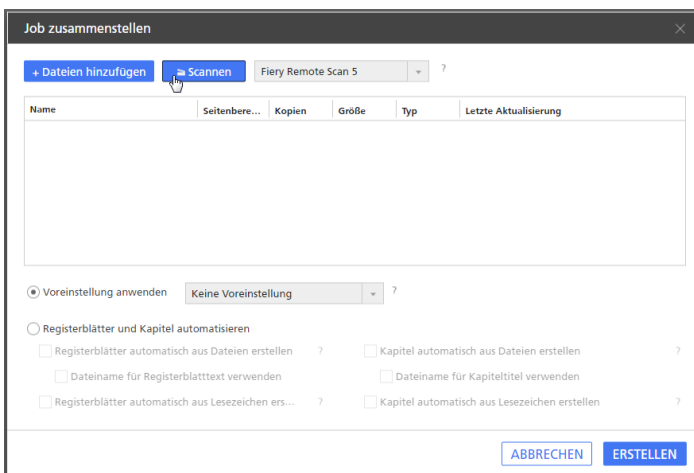 Job zusammenstellen
+ Dateien hinzufügen Scannen Fiery Remote Scan 5 ?
Name Seitenbere... Kopien Größe Typ Letzte Aktualisierung
Voreinstellung anwenden Keine Voreinstellung ?
Registerblätter und Kapitel automatisieren
Registerblätter automatisch aus Dateien erstellen ? Kapitel automatisch aus Dateien erstellen ?
Dateiname für Registerblatttext verwenden Dateiname für Kapiteltitel verwenden
Registerblätter automatisch aus Lesezeichen ers... ? Kapitel automatisch aus Lesezeichen erstellen ?
ABBRECHEN ERSTELLEN